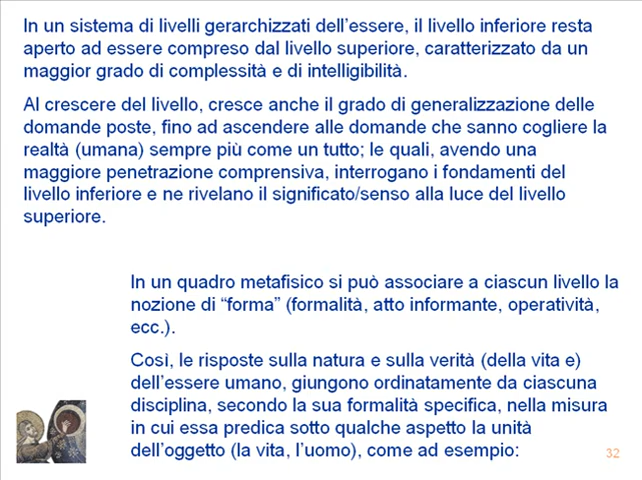 In un sistema di livelli gerarchizzati dell'essere, il livello inferiore resta
aperto ad essere compreso dal livello superiore, caratterizzato da un
maggior grado di complessità e di intelligibilità.
Al crescere del livello, cresce anche il grado di generalizzazione delle
domande poste, fino ad ascendere alle domande che sanno cogliere la
realtà (umana) sempre più come un tutto; le quali, avendo una
maggiore penetrazione comprensiva, interrogano i fondamenti del
livello inferiore e ne rivelano il significato/senso alla luce del livello
superiore.
In un quadro metafisico si può associare a ciascun livello la
nozione di "forma" (formalità, atto informante, operatività,
ecc.).
Così, le risposte sulla natura e sulla verità (della vita e)
dell'essere umano, giungono ordinatamente da ciascuna
disciplina, secondo la sua formalità specifica, nella misura
in cui essa predica sotto qualche aspetto la unità
dell'oggetto (la vita, l'uomo), come ad esempio:
32